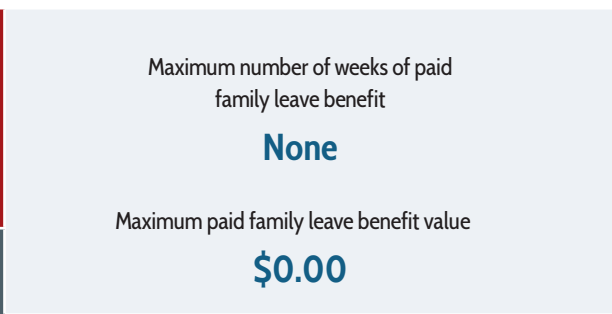 Maximum number of weeks of paid
family leave benefit
None
Maximum paid family leave benefit value
$0.00